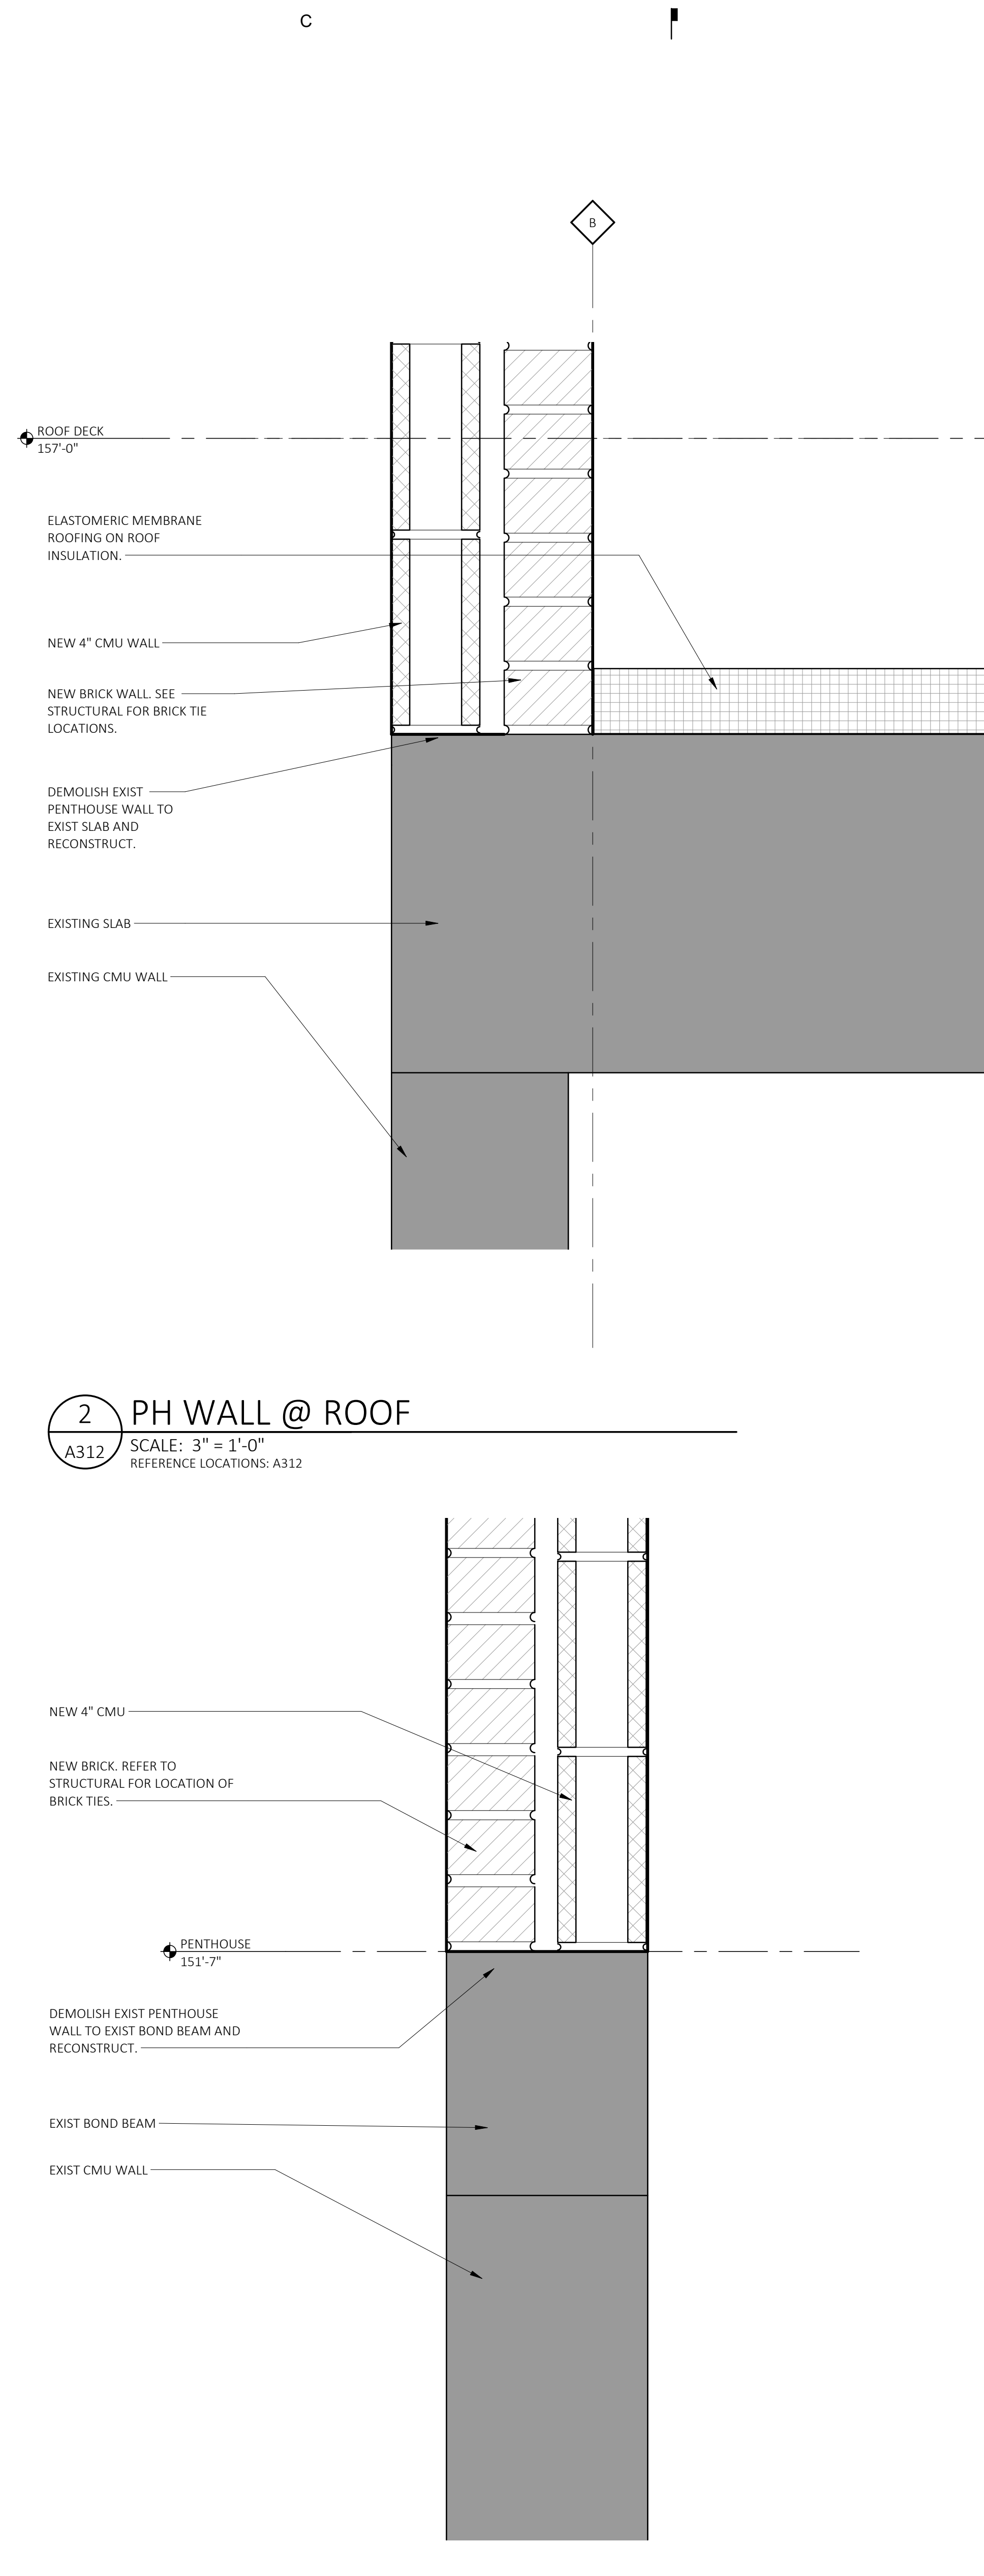 C
B
ROOF DECK
157'-0"
ELASTOMERIC MEMBRANE
ROOFING ON ROOF
INSULATION.
NEW 4" CMU WALL
NEW BRICK WALL. SEE
STRUCTURAL FOR BRICK TIE
LOCATIONS.
DEMOLISH EXIST
PENTHOUSE WALL TO
EXIST SLAB AND
RECONSTRUCT.
EXISTING SLAB
EXISTING CMU WALL
2
A312
PH WALL @ ROOF
SCALE: 3" = 1'-0"
REFERENCE LOCATIONS: A312
NEW 4" CMU
NEW BRICK. REFER TO
STRUCTURAL FOR LOCATION OF
BRICK TIES.
PENTHOUSE
151'-7"
DEMOLISH EXIST PENTHOUSE
WALL TO EXIST BOND BEAM AND
RECONSTRUCT.
EXIST BOND BEAM
EXIST CMU WALL